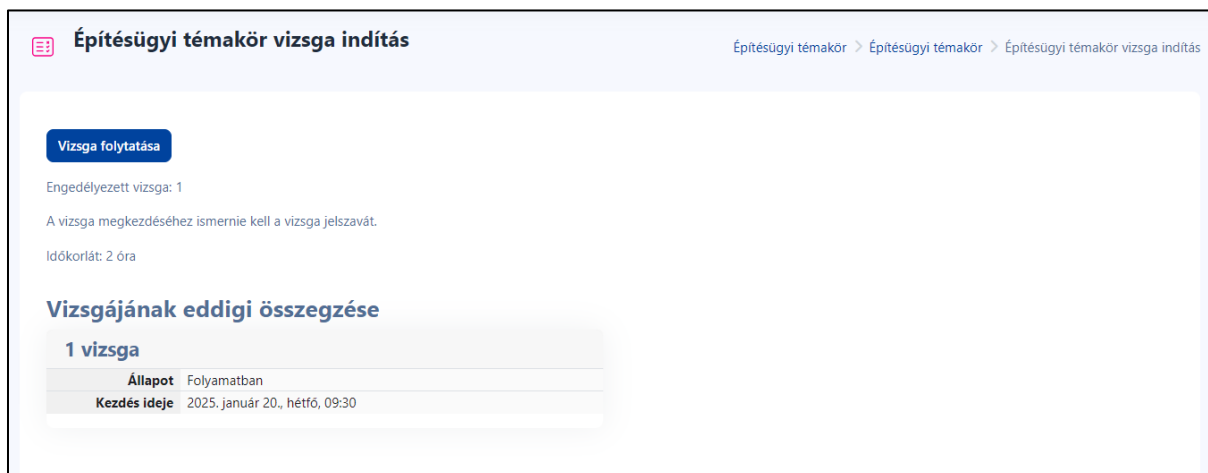 Építésügyi témakör vizsga indítás
Építésügyi témakör > Építésügyi témakör > Építésügyi témakör vizsga indítás
Vizsga folytatása
Engedélyezett vizsga: 1
A vizsga megkezdéséhez ismernie kell a vizsga jelszavát.
Időkorlát: 2 óra
Vizsgájának eddigi összegzése
1 vizsga
Állapot Folyamatban
Kezdés ideje 2025. január 20., hétfő, 09:30